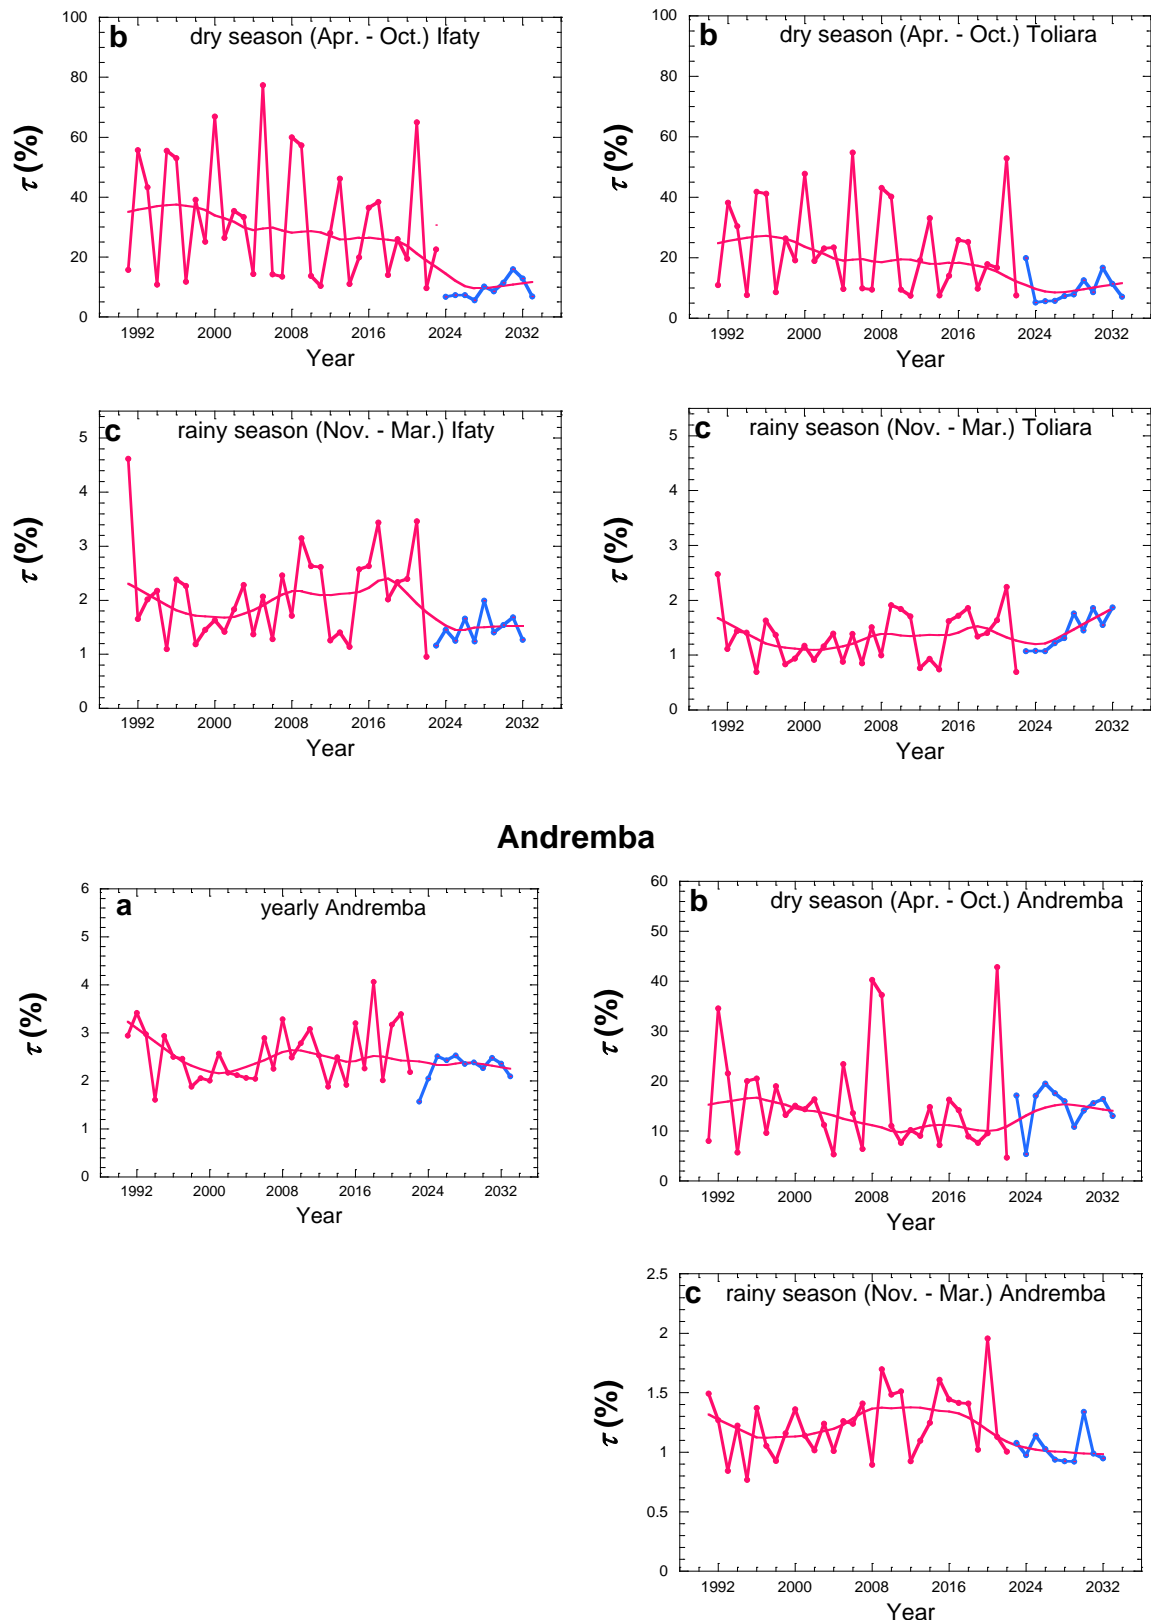 b dry season (Apr. - Oct.) Ifaty
τ (%)
100
80
60
40
20
0
1992 2000 2008 2016 2024 2032
Year
b dry season (Apr. - Oct.) Toliara
τ (%)
100
80
60
40
20
0
1992 2000 2008 2016 2024 2032
Year
c rainy season (Nov. - Mar.) Ifaty
τ (%)
5
4
3
2
1
0
1992 2000 2008 2016 2024 2032
Year
c rainy season (Nov. - Mar.) Toliara
τ (%)
5
4
3
2
1
0
1992 2000 2008 2016 2024 2032
Year
Andremba
a yearly Andremba
τ (%)
6
5
4
3
2
1
0
1992 2000 2008 2016 2024 2032
Year
b dry season (Apr. - Oct.) Andremba
τ (%)
60
50
40
30
20
10
0
1992 2000 2008 2016 2024 2032
Year
c rainy season (Nov. - Mar.) Andremba
τ (%)
2.5
2
1.5
1
0.5
0
1992 2000 2008 2016 2024 2032
Year